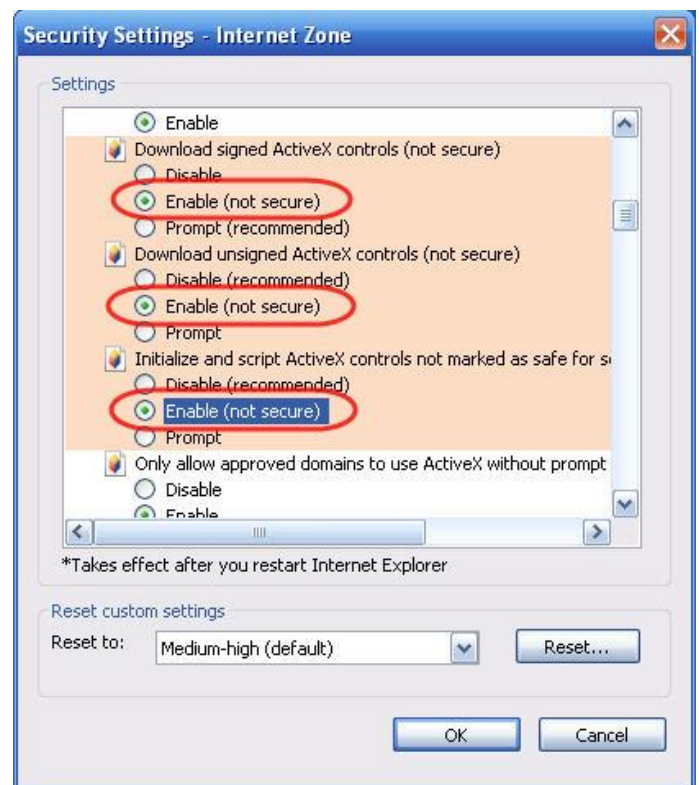 Security Settings - Internet Zone
Settings
Enable
Download signed ActiveX controls (not secure)
Disable
Enable (not secure)
Prompt (recommended)
Download unsigned ActiveX controls (not secure)
Disable (recommended)
Enable (not secure)
Prompt
Initialize and script ActiveX controls not marked as safe for s
Disable (recommended)
Enable (not secure)
Prompt
Only allow approved domains to use ActiveX without prompt
Disable
Enable
*Takes effect after you restart Internet Explorer
Reset custom settings
Reset to: Medium-high (default) Reset...
OK Cancel